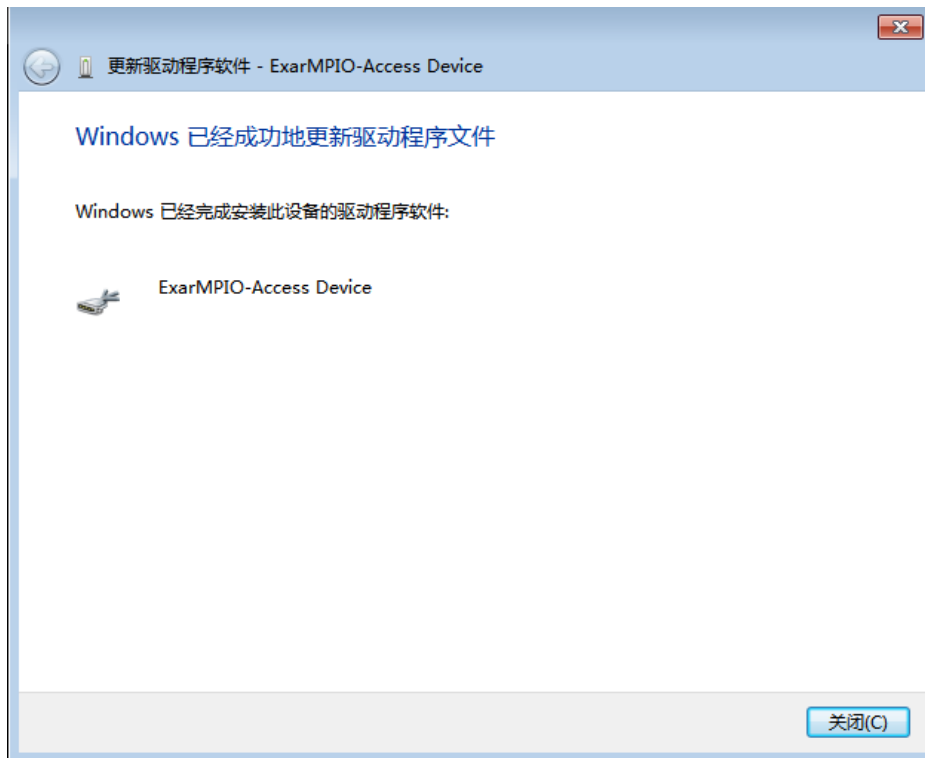 更新驱动程序软件 - ExarMPIO-Access Device
Windows 已经成功地更新驱动程序文件
Windows 已经完成安装此设备的驱动程序软件:
ExarMPIO-Access Device
关闭(C)